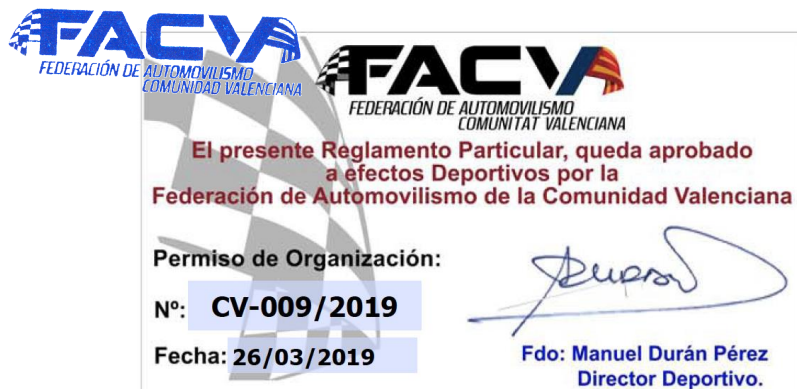 FACVA
FEDERACIÓN DE AUTOMOVILISMO
COMUNIDAD VALENCIANA
FACVA
FEDERACIÓN DE AUTOMOVILISMO
COMUNITAT VALENCIANA
El presente Reglamento Particular, queda aprobado
a efectos Deportivos por la
Federación de Automovilismo de la Comunidad Valenciana
Permiso de Organización:
Nº: CV-009/2019
Fecha: 26/03/2019
Fdo: Manuel Durán Pérez
Director Deportivo.